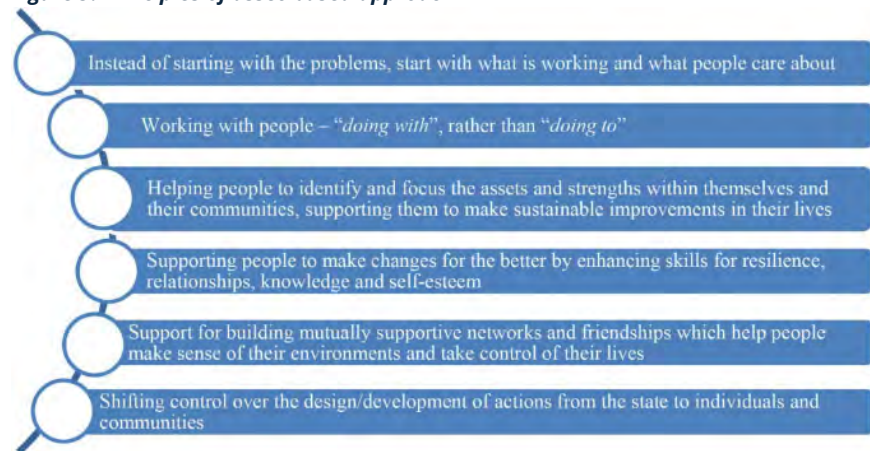 Instead of starting with the problems, start with what is working and what people care about
Working with people – “doing with”, rather than “doing to”
Helping people to identify and focus the assets and strengths within themselves and
their communities, supporting them to make sustainable improvements in their lives
Supporting people to make changes for the better by enhancing skills for resilience,
relationships, knowledge and self-esteem
Support for building mutually supportive networks and friendships which help people
make sense of their environments and take control of their lives
Shifting control over the design/development of actions from the state to individuals and
communities